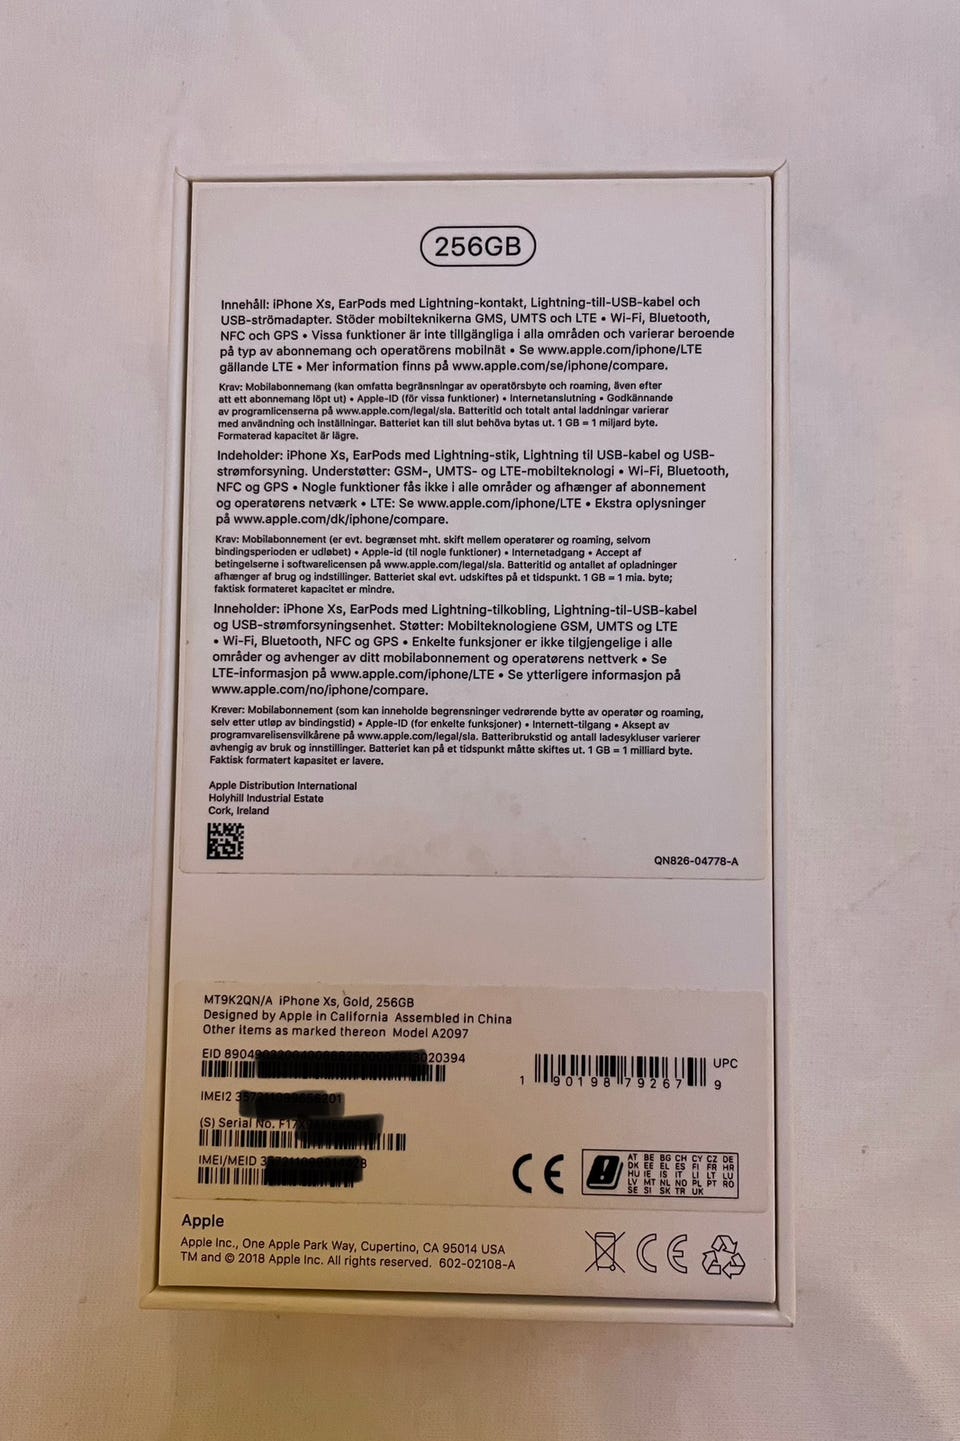 256GB
Innehåll: iPhone Xs, EarPods med Lightning-kontakt, Lightning-till-USB-kabel och
USB-strömadapter. Stöder mobilteknikerna GMS, UMTS och LTE • Wi-Fi, Bluetooth,
NFC och GPS • Vissa funktioner är inte tillgängliga i alla områden och varierar beroende
på typ av abonnemang och operatörens mobilnät • Se www.apple.com/iphone/LTE
gällande LTE • Mer information finns på www.apple.com/se/iphone/compare.
Krav: Mobilabonnemang (kan omfatta begränsningar av operatörsbyte och roaming, även efter
att ett abonnemang löpt ut) • Apple-ID (för vissa funktioner) • Internetanslutning • Godkännande
av programlicenserna på www.apple.com/legal/sla. Batteritid och totalt antal laddningar varierar
med användning och inställningar. Batteriet kan till slut behöva bytas ut. 1 GB = 1 miljard byte.
Formaterad kapacitet är lägre.
Indeholder: iPhone Xs, EarPods med Lightning-stik, Lightning til USB-kabel og USB-
strømforsyning. Understøtter: GSM-, UMTS- og LTE-mobilteknologi • Wi-Fi, Bluetooth,
NFC og GPS • Nogle funktioner fås ikke i alle områder og afhænger af abonnement
og operatørens netværk • LTE: Se www.apple.com/iphone/LTE • Ekstra oplysninger
på www.apple.com/dk/iphone/compare.
Krav: Mobilabonnement (er evt. begrænset mht. skift mellem operatører og roaming, selvom
bindingsperioden er udløbet) • Apple-id (til nogle funktioner) • Internetadgang • Accept af
betingelserne i softwarelicensen på www.apple.com/legal/sla. Batteritid og antallet af opladninger
afhænger af brug og indstillinger. Batteriet skal evt. udskiftes på et tidspunkt. 1 GB = 1 mia. byte;
faktisk formateret kapacitet er mindre.
Inneholder: iPhone Xs, EarPods med Lightning-tilkobling, Lightning-til-USB-kabel
og USB-strømforsyningsenhet. Støtter: Mobilteknologiene GSM, UMTS og LTE
• Wi-Fi, Bluetooth, NFC og GPS • Enkelte funksjoner er ikke tilgjengelige i alle
områder og avhenger av ditt mobilabonnement og operatørens nettverk • Se
LTE-informasjon på www.apple.com/iphone/LTE • Se ytterligere informasjon på
www.apple.com/no/iphone/compare.
Krever: Mobilabonnement (som kan inneholde begrensninger vedrørende bytte av operatør og roaming,
selv etter utløp av bindingstid) • Apple-ID (for enkelte funksjoner) • Internett-tilgang • Aksept av
programvarelisensvilkårene på www.apple.com/legal/sla. Batteribrukstid og antall ladesykluser varierer
avhengig av bruk og innstillinger. Batteriet kan på et tidspunkt måtte skiftes ut. 1 GB = 1 milliard byte.
Faktisk formatert kapasitet er lavere.
Apple Distribution International
Holyhill Industrial Estate
Cork, Ireland
QN826-04778-A
MT9K2QN/A iPhone Xs, Gold, 256GB
Designed by Apple in California Assembled in China
Other items as marked thereon Model A2097
EID
UPC
1 90198 79267 9
IMEI2
(S) Serial No.
IMEI/MEID
CE
AT BE BG CH CY CZ DE
DK EE EL ES FI FR HR
HU IE IS IT LI LT LU
LV MT NL NO PL PT RO
SE SI SK TR UK
Apple
Apple Inc., One Apple Park Way, Cupertino, CA 95014 USA
TM and © 2018 Apple Inc. All rights reserved. 602-02108-A
CE